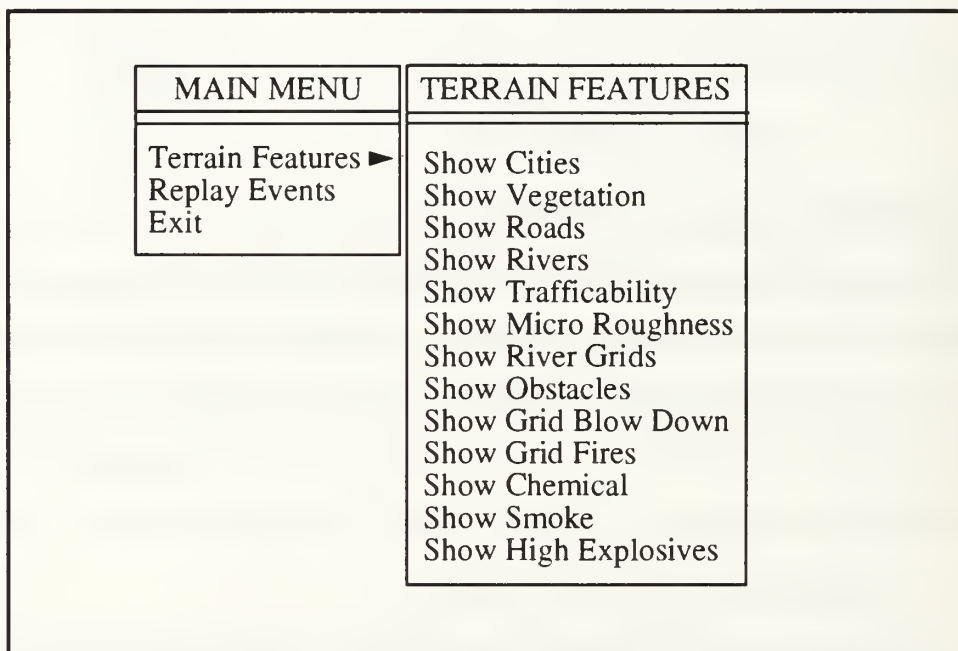 MAIN MENU
Terrain Features ►
Replay Events
Exit
TERRAIN FEATURES
Show Cities
Show Vegetation
Show Roads
Show Rivers
Show Trafficability
Show Micro Roughness
Show River Grids
Show Obstacles
Show Grid Blow Down
Show Grid Fires
Show Chemical
Show Smoke
Show High Explosives